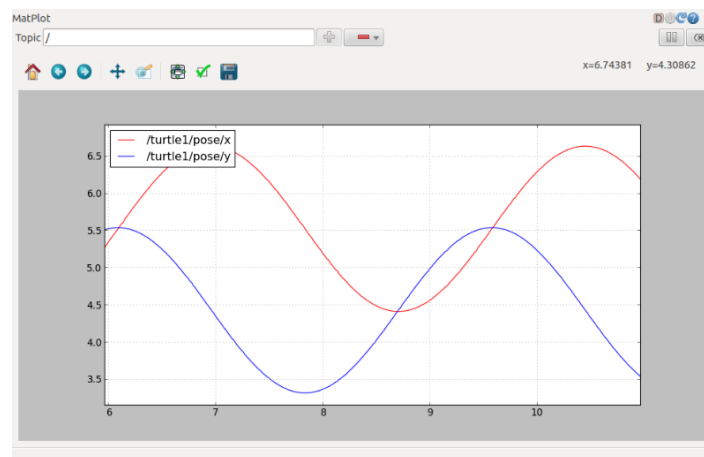 MatPlot
Topic /
x=6.74381 y=4.30862
/turtle1/pose/x
/turtle1/pose/y
6.5
6.0
5.5
5.0
4.5
4.0
3.5
6 7 8 9 10